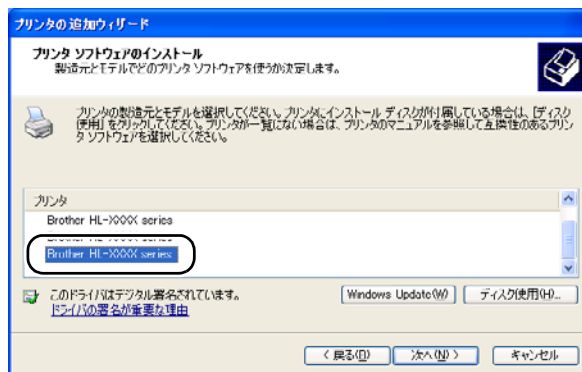 プリンタの追加ウィザード
プリンタ ソフトウェアのインストール
製造元とモデルでどのプリンタ ソフトウェアを使うか決定します。
プリンタの製造元とモデルを選択してください。プリンタにインストール ディスクが付属している場合は、[ディスク
使用] をクリックしてください。プリンタが一覧にない場合は、プリンタのマニュアルを参照して互換性のあるプリン
タ ソフトウェアを選択してください。
プリンタ
Brother HL-XXXX series
Brother HL-XXXX series
このドライバはデジタル署名されています。
ドライバの署名が重要な理由
Windows Update(W)
ディスク使用(H)...
< 戻る(B)
次へ(N) >
キャンセル